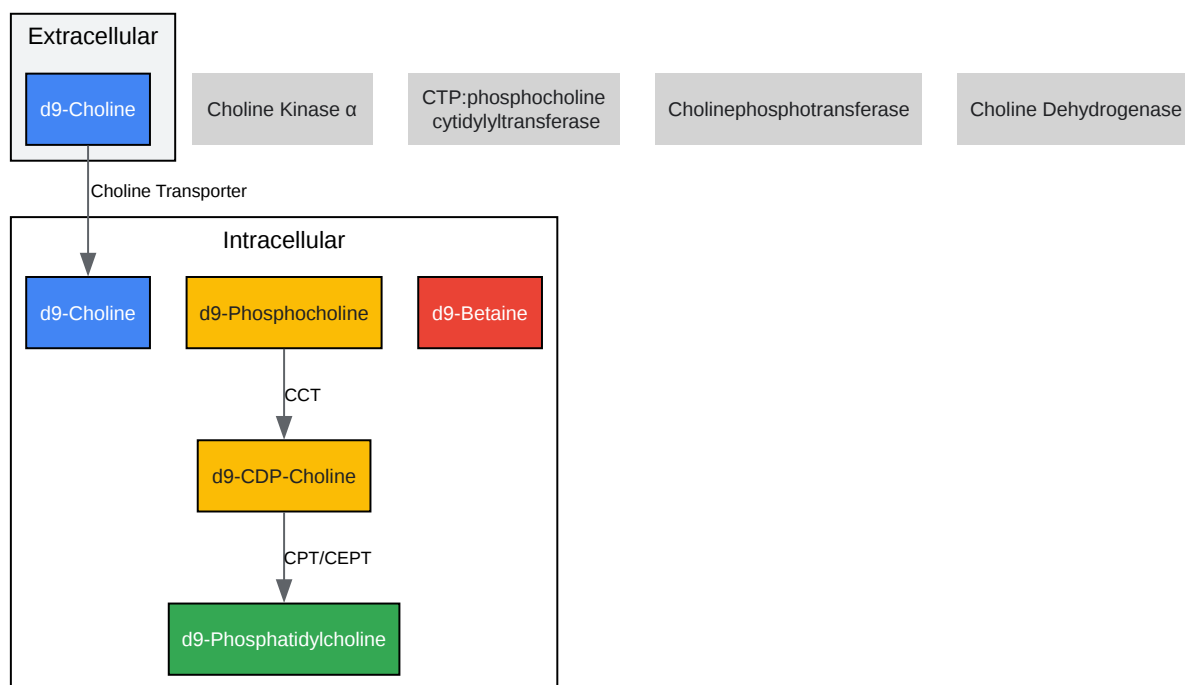 Extracellular
d9-Choline
Choline Kinase α
CTP:phosphocholine
cytidylyltransferase
Cholinephosphotransferase
Choline Dehydrogenase
Choline Transporter
Intracellular
d9-Choline
d9-Phosphocholine
d9-Betaine
CCT
d9-CDP-Choline
CPT/CEPT
d9-Phosphatidylcholine